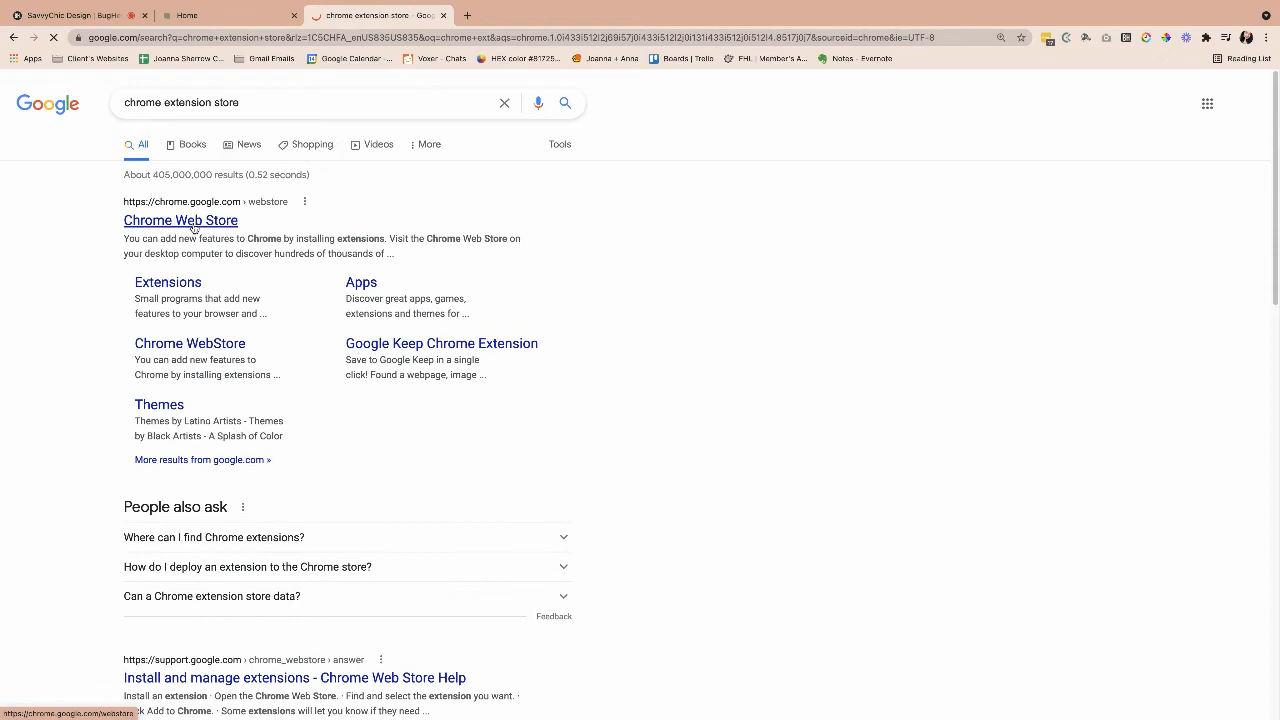 SavvyChic Design | BugHe
Home
chrome extension store - Goog
google.com/search?q=chrome+extension+store&rlz=1C5CHFA_enUS835US835&oq=chrome+ext&aqs=chrome.1.0i433i512l2j69i57j0i433i512l2j0i131i433i512j0i512j0i433i512l4.8517j0j7&sourceid=chrome&ie=UTF-8
Apps
Client's Websites
Joanna Sherrow C...
Gmail Emails
Google Calendar -...
Voxer - Chats
HEX color #81725...
Joanna + Anna
Boards | Trello
FHL | Member's A...
Notes - Evernote
Reading List
Google
chrome extension store
All
Books
News
Shopping
Videos
More
Tools
About 405,000,000 results (0.52 seconds)
https://chrome.google.com › webstore
Chrome Web Store
You can add new features to Chrome by installing extensions. Visit the Chrome Web Store on
your desktop computer to discover hundreds of thousands of ...
Extensions
Small programs that add new
features to your browser and ...
Apps
Discover great apps, games,
extensions and themes for ...
Chrome WebStore
You can add new features to
Chrome by installing extensions ...
Google Keep Chrome Extension
Save to Google Keep in a single
click! Found a webpage, image ...
Themes
Themes by Latino Artists - Themes
by Black Artists - A Splash of Color
More results from google.com »
People also ask
Where can I find Chrome extensions?
How do I deploy an extension to the Chrome store?
Can a Chrome extension store data?
Feedback
https://support.google.com › chrome_webstore › answer
Install and manage extensions - Chrome Web Store Help
Install an extension · Open the Chrome Web Store. · Find and select the extension you want. ·
ck Add to Chrome. · Some extensions will let you know if they need ...
https://chrome.google.com/webstore